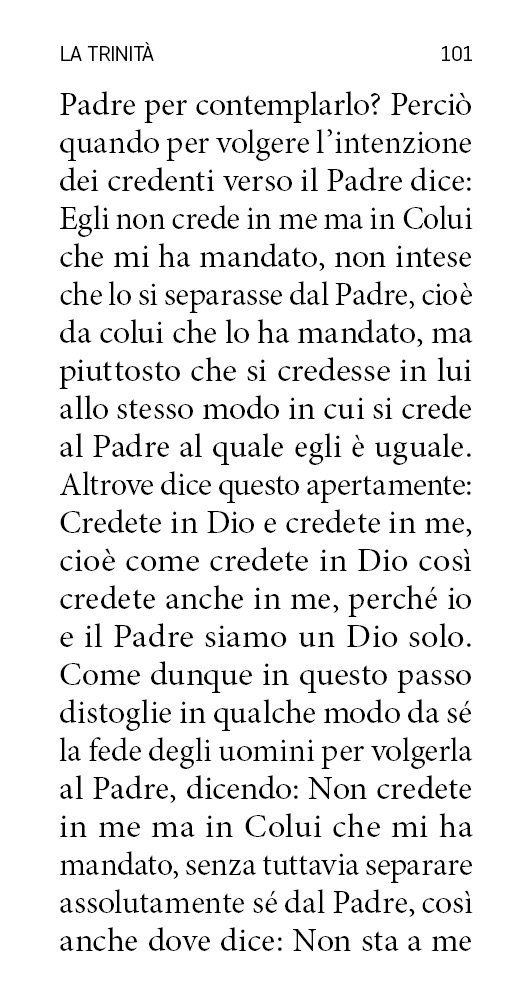 LA TRINITÀ 101
Padre per contemplarlo? Perciò
quando per volgere l’intenzione
dei credenti verso il Padre dice:
Egli non crede in me ma in Colui
che mi ha mandato, non intese
che lo si separasse dal Padre, cioè
da colui che lo ha mandato, ma
piuttosto che si credesse in lui
allo stesso modo in cui si crede
al Padre al quale egli è uguale.
Altrove dice questo apertamente:
Credete in Dio e credete in me,
cioè come credete in Dio così
credete anche in me, perché io
e il Padre siamo un Dio solo.
Come dunque in questo passo
distoglie in qualche modo da sé
la fede degli uomini per volgerla
al Padre, dicendo: Non credete
in me ma in Colui che mi ha
mandato, senza tuttavia separare
assolutamente sé dal Padre, così
anche dove dice: Non sta a me